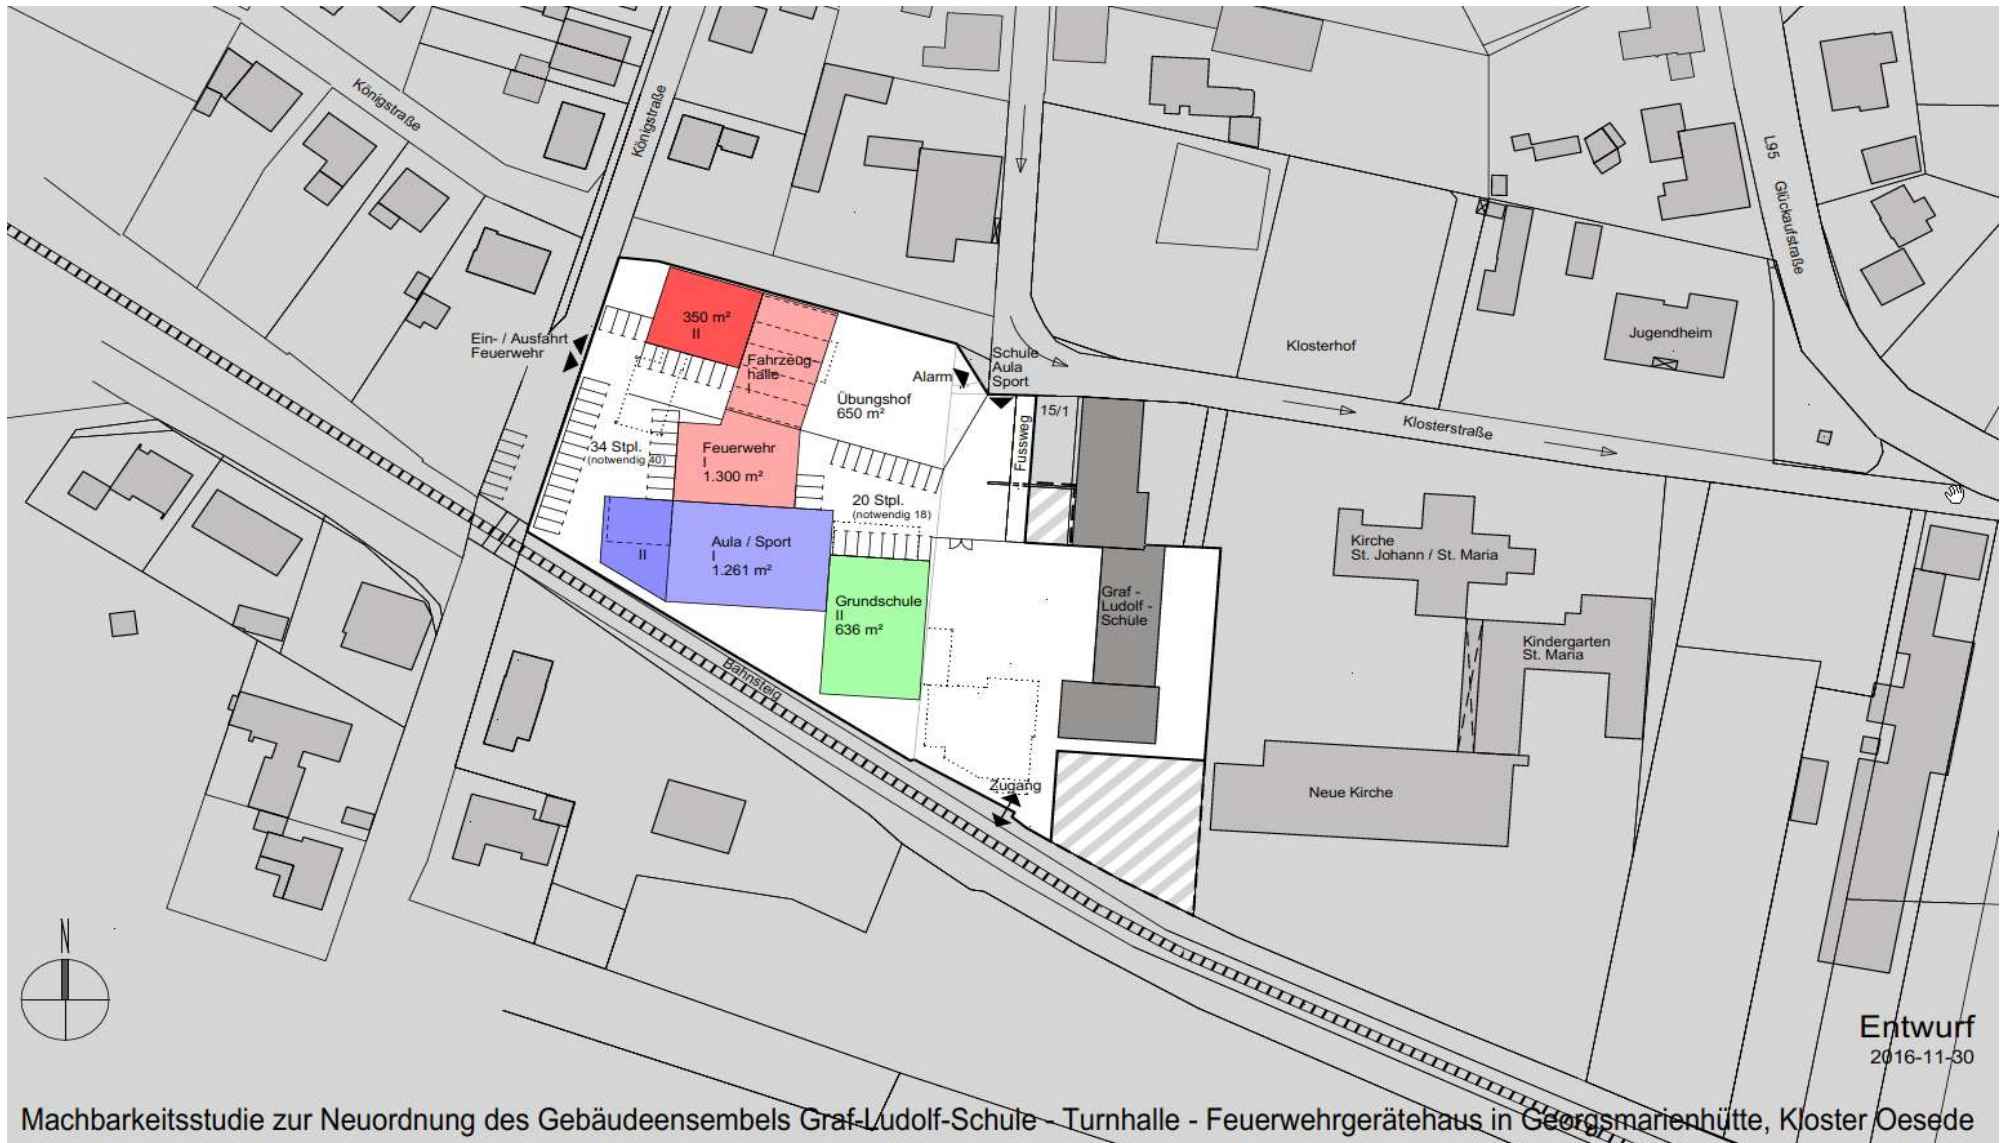 Königstraße
Königstraße
L95
Glückaufstraße
Ein- / Ausfahrt
Feuerwehr
350 m²
II
Fahrzeug
halle
I
Alarm
Schule
Aula
Sport
Übungshof
650 m²
Klosterhof
Jugendheim
15/1
Fussweg
Klosterstraße
34 Stpl.
(notwendig 40)
Feuerwehr
I
1.300 m²
20 Stpl.
(notwendig 18)
II
Aula / Sport
I
1.261 m²
Grundschule
II
636 m²
Graf -
Ludolf -
Schule
Kirche
St. Johann / St. Maria
Kindergarten
St. Maria
Bahnsteig
Zugang
Neue Kirche
N
Entwurf
2016-11-30
Machbarkeitsstudie zur Neuordnung des Gebäudeensembels Graf-Ludolf-Schule - Turnhalle - Feuerwehrgerätehaus in Georgsmarienhütte, Kloster Oesede